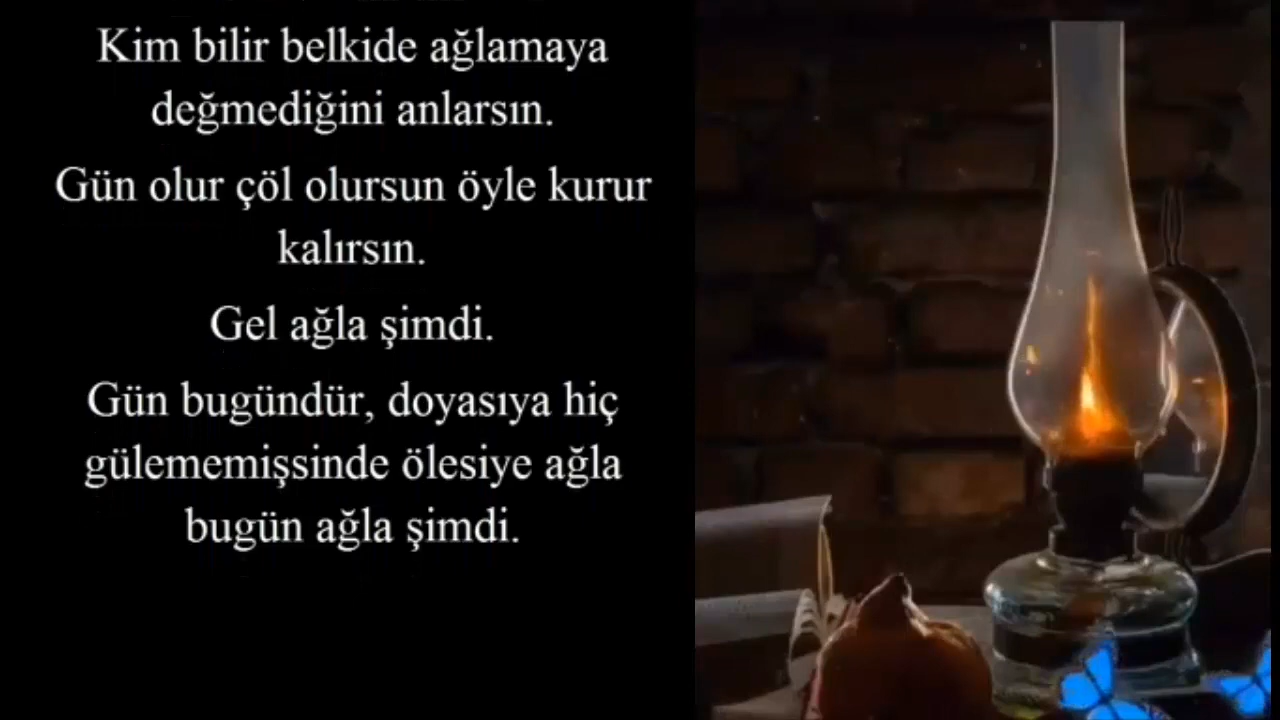 Kim bilir belkide ağlamaya
değmediğini anlarsın.
Gün olur çöl olursun öyle kurur
kalırsın.
Gel ağla şimdi.
Gün bugündür, doyasıya hiç
gülememişsinde ölesiye ağla
bugün ağla şimdi.